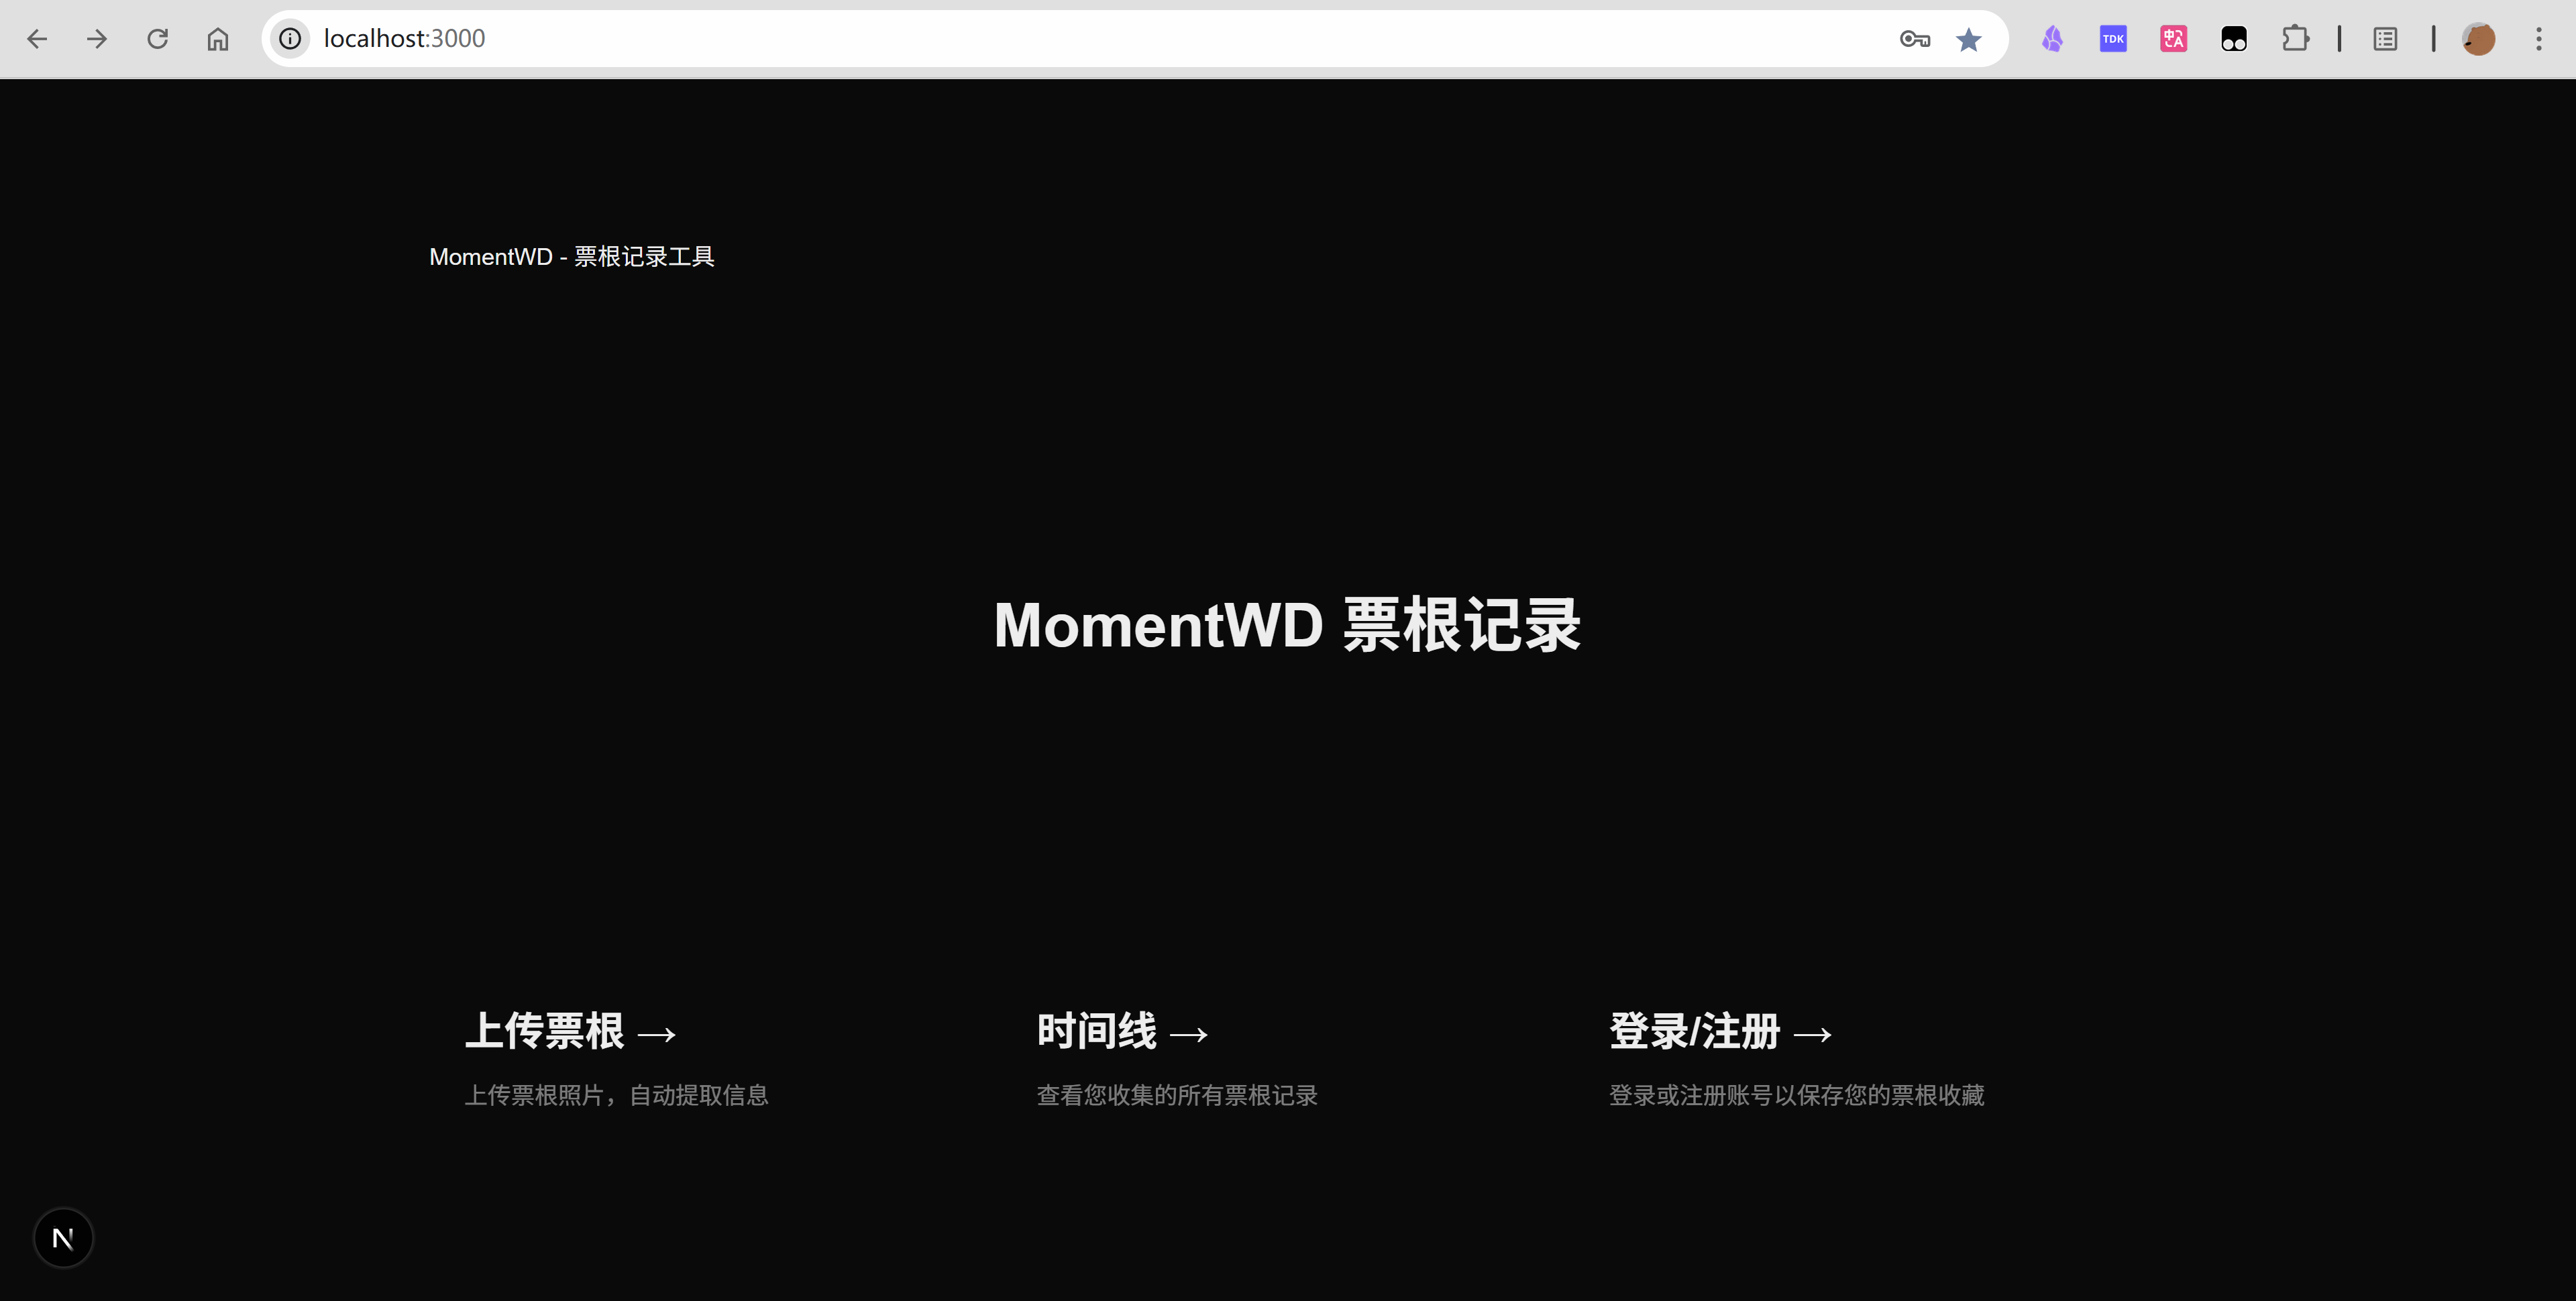 localhost:3000
TDK
MomentWD - 票根记录工具
MomentWD 票根记录
上传票根 →
上传票根照片，自动提取信息
时间线 →
查看您收集的所有票根记录
登录/注册 →
登录或注册账号以保存您的票根收藏
N